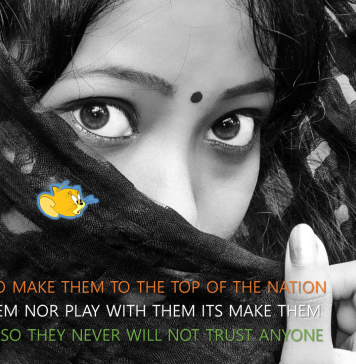 O MAKE THEM TO THE TOP OF THE NATION
EM NOR PLAY WITH THEM ITS MAKE THEM
SO THEY NEVER WILL NOT TRUST ANYONE